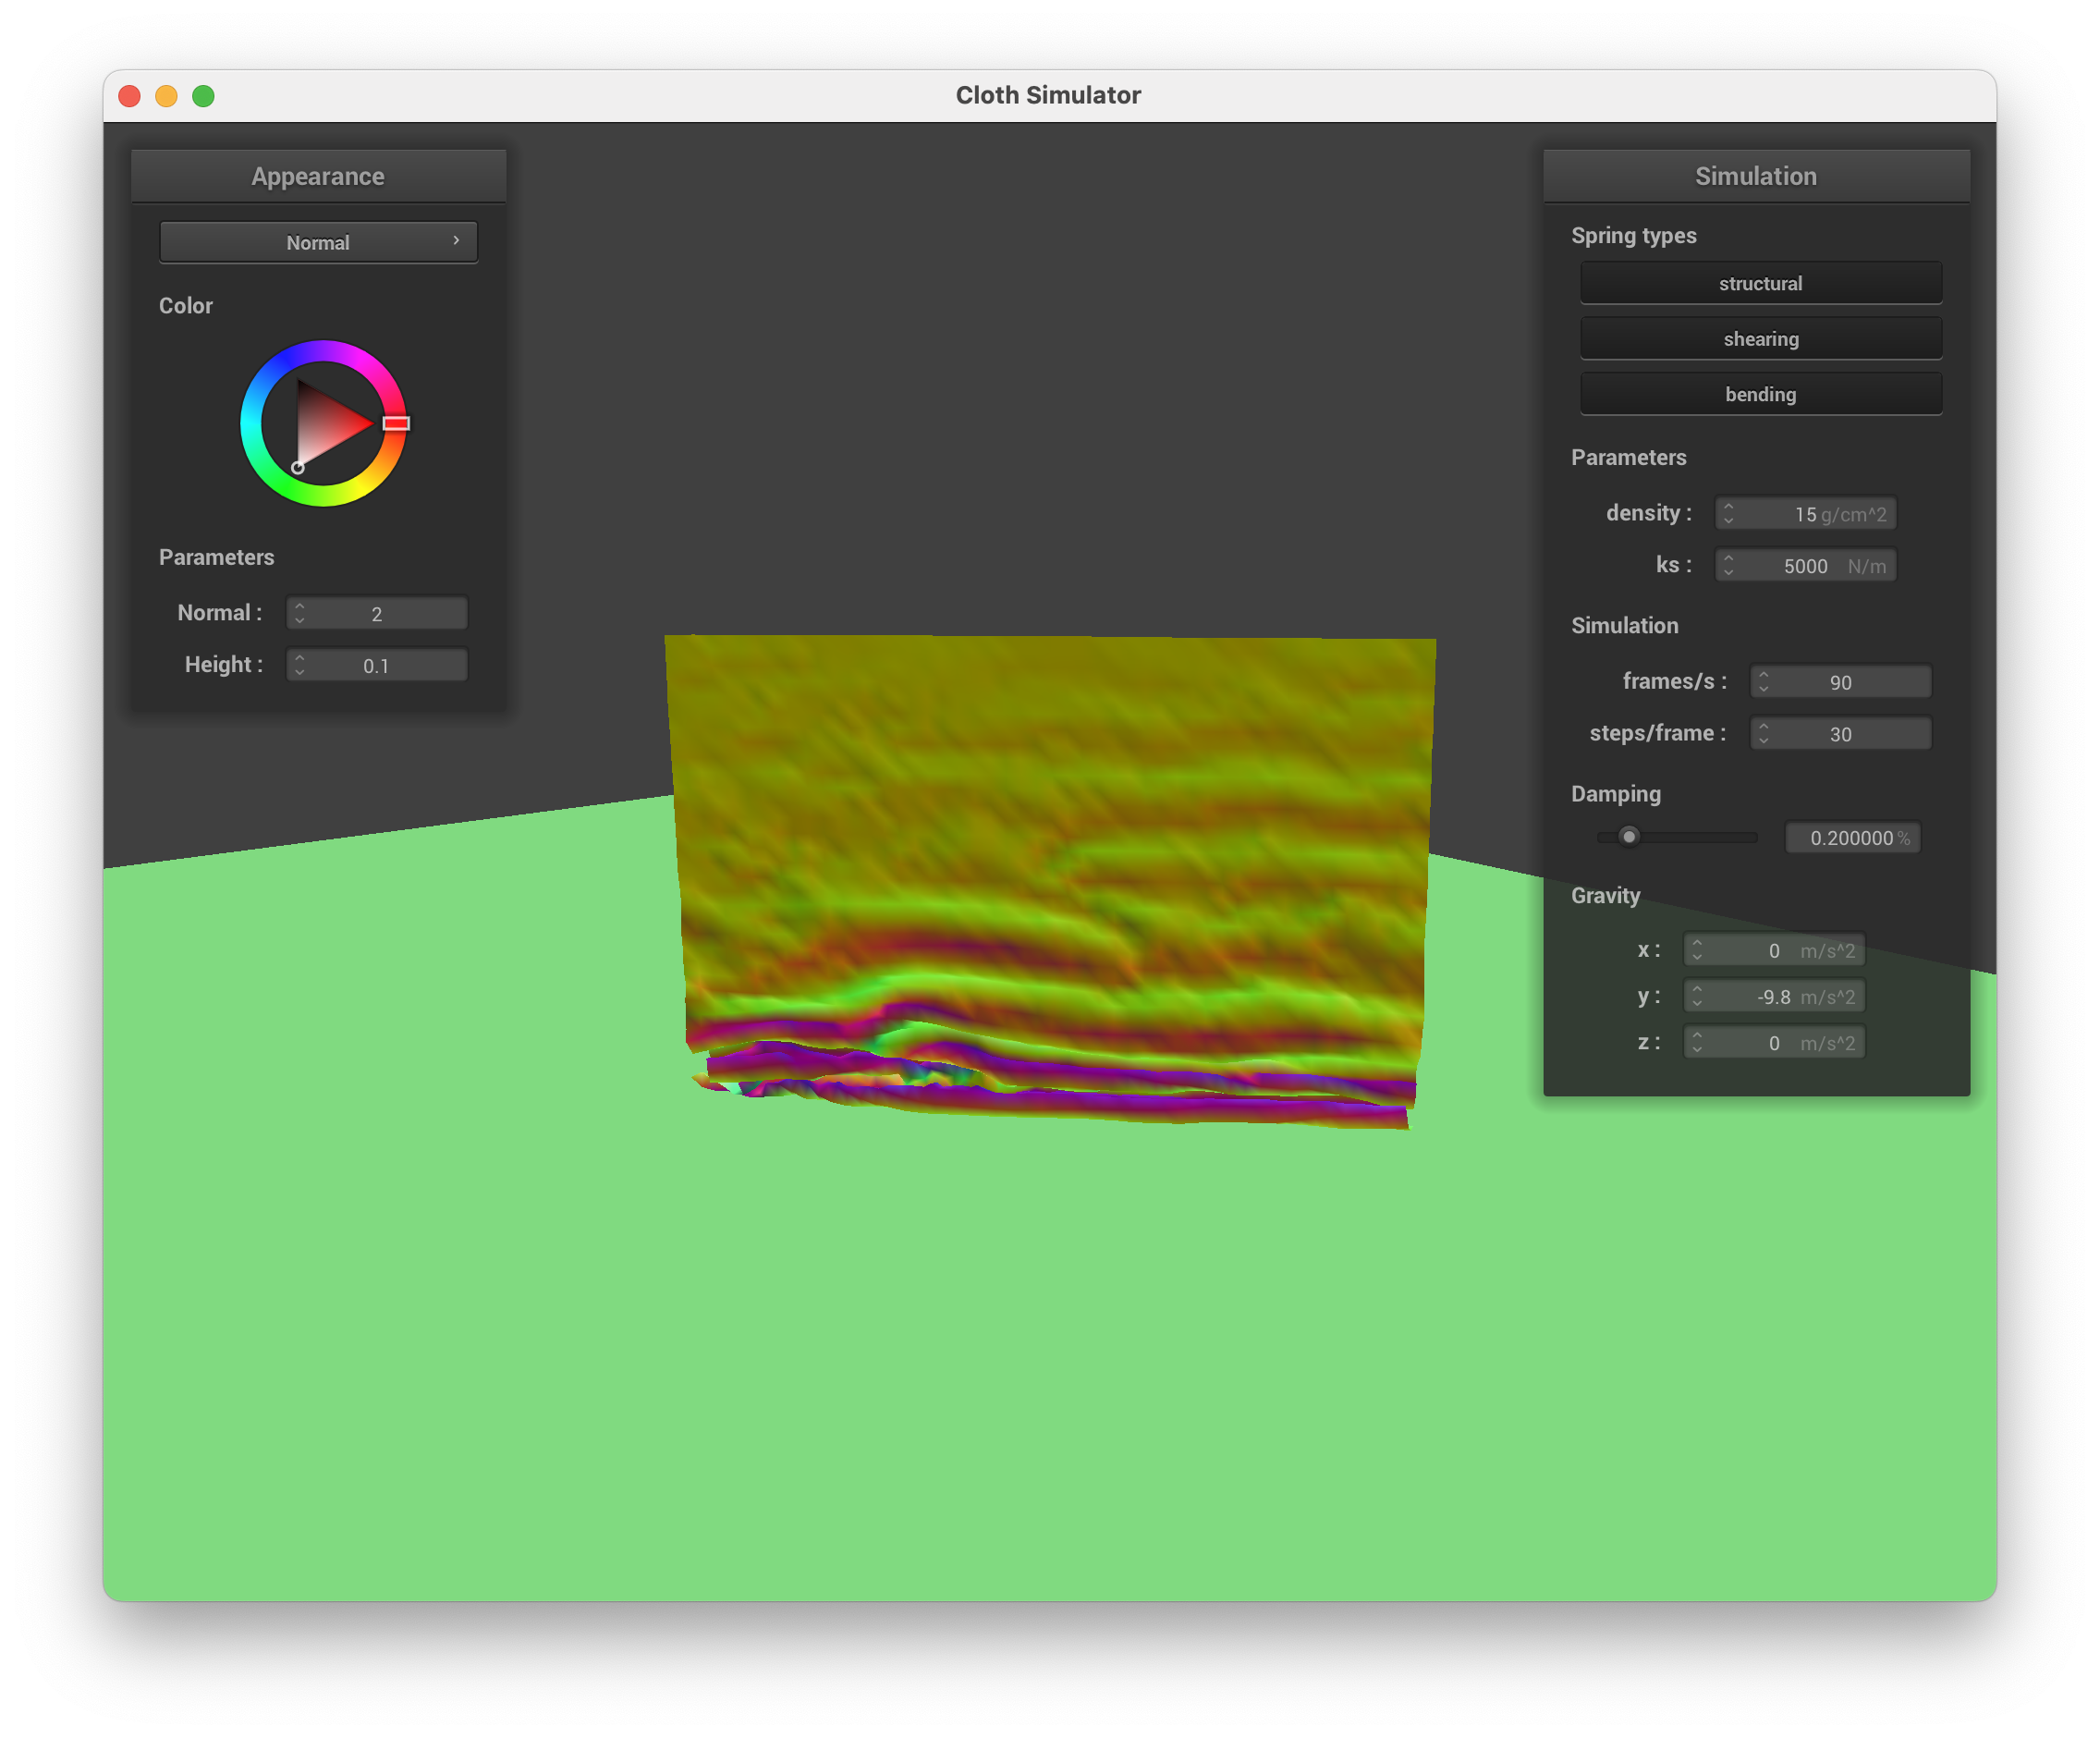 Cloth Simulator
Appearance
Normal
Color
Parameters
Normal : 2
Height : 0.1
Simulation
Spring types
structural
shearing
bending
Parameters
density : 15 g/cm^2
ks : 5000 N/m
Simulation
frames/s : 90
steps/frame : 30
Damping
0.200000 %
Gravity
x : 0 m/s^2
y : -9.8 m/s^2
z : 0 m/s^2